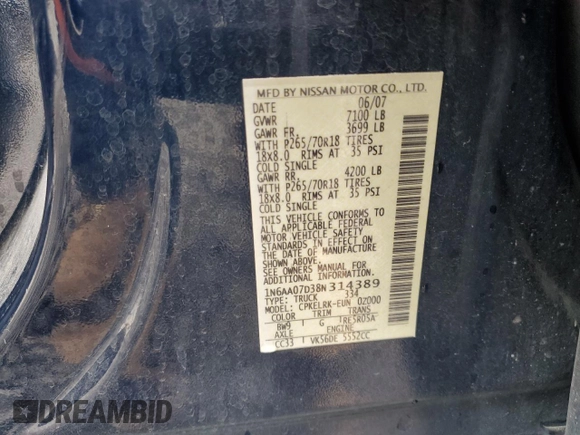 MFD BY NISSAN MOTOR CO., LTD.
DATE 06/07
GVWR 7100 LB
GAWR FR. 3699 LB
WITH P265/70R18 TIRES
18X8.0 RIMS AT 35 PSI
COLD SINGLE
GAWR RR. 4200 LB
WITH P265/70R18 TIRES
18X8.0 RIMS AT 35 PSI
COLD SINGLE
THIS VEHICLE CONFORMS TO
ALL APPLICABLE FEDERAL
MOTOR VEHICLE SAFETY
STANDARDS IN EFFECT ON
THE DATE OF MANUFACTURE
SHOWN ABOVE.
SEE OWNERS MANUAL FOR
ADDITIONAL INFORMATION.
1N6AA07D38N314389
TYPE: TRUCK 334
MODEL: CPKELRK-EUN 02000
COLOR TRIM TRANS
BW9 G RE5R05A
AXLE ENGINE
CC33 VK56DE 5552CC
DREAMBID